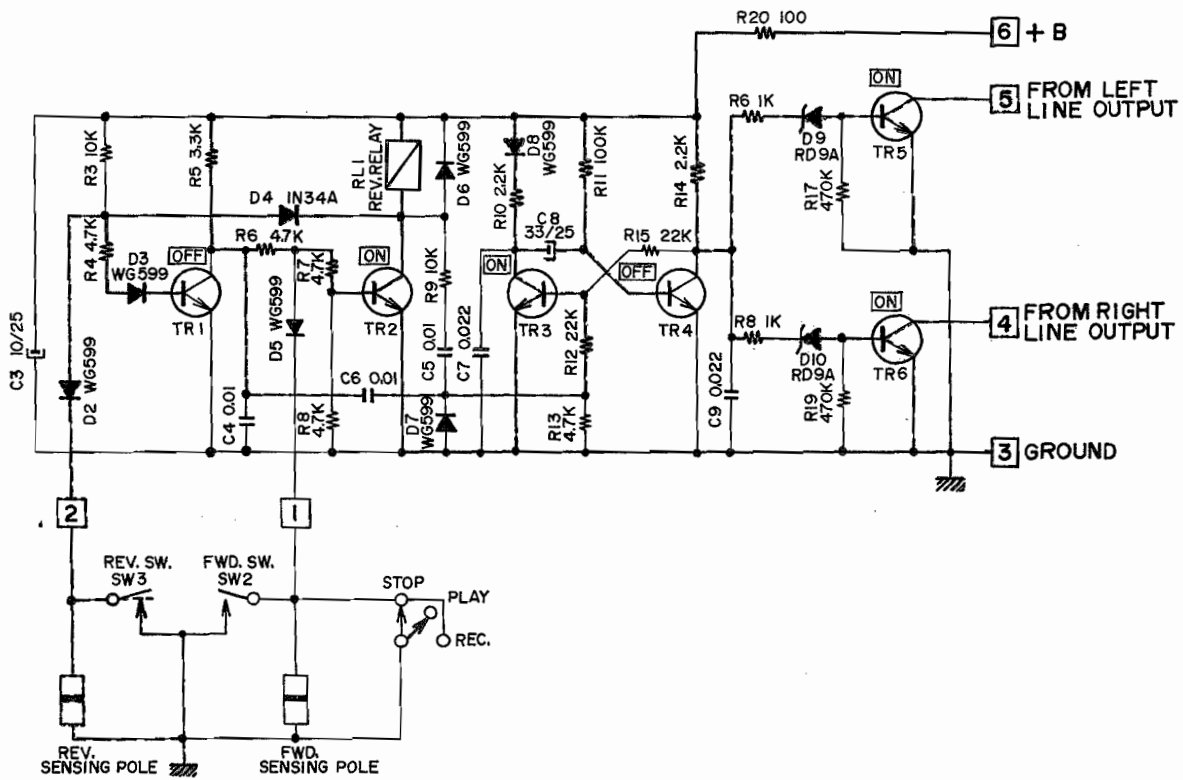 R20 100
6 + B
ON
5 FROM LEFT
LINE OUTPUT
R6 1K
D9
RD9A
TR5
R17
470K
R3 10K
R5 3.3K
RL1
REV.RELAY
D6 WG599
D8
WG599
R11 100K
R14 2.2K
R10 2.2K
D4 1N34A
R6 4.7K
C8
33/25
R15 22K
R4 4.7K
D3
WG599
OFF
R7
4.7K
ON
R9 10K
ON
OFF
TR1
D5 WG599
TR2
TR3
TR4
ON
4 FROM RIGHT
LINE OUTPUT
R8 1K
D10
RD9A
TR6
R19
470K
C3 10/25
D2 WG599
C4 0.01
C6 0.01
C5 0.01
C7 0.022
R12 22K
R8
4.7K
D7
WG599
R13
4.7K
C9 0.022
3 GROUND
2
1
REV. SW.
SW3
FWD. SW.
SW2
STOP
PLAY
REC.
REV.
SENSING POLE
FWD.
SENSING POLE